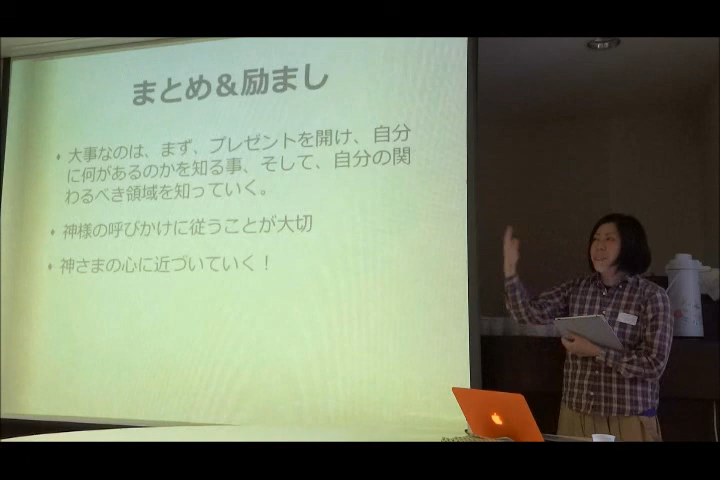 まとめ＆励まし
• 大事なのは、まず、プレゼントを開け、自分
に何があるのかを知る事、そして、自分の関
わるべき領域を知っていく。
• 神様の呼びかけに従うことが大切
• 神さまの心に近づいていく！